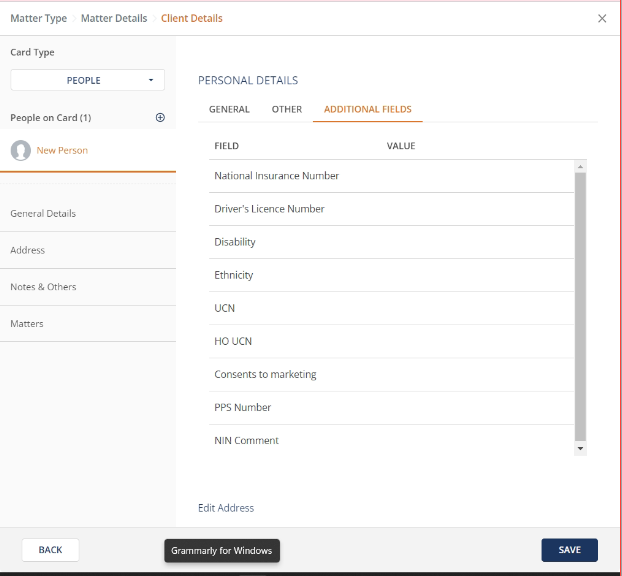 Matter Type Matter Details Client Details
Card Type
PEOPLE
People on Card (1)
New Person
General Details
Address
Notes & Others
Matters
PERSONAL DETAILS
GENERAL OTHER ADDITIONAL FIELDS
FIELD VALUE
National Insurance Number
Driver's Licence Number
Disability
Ethnicity
UCN
HO UCN
Consents to marketing
PPS Number
NIN Comment
Edit Address
BACK
Grammarly for Windows
SAVE